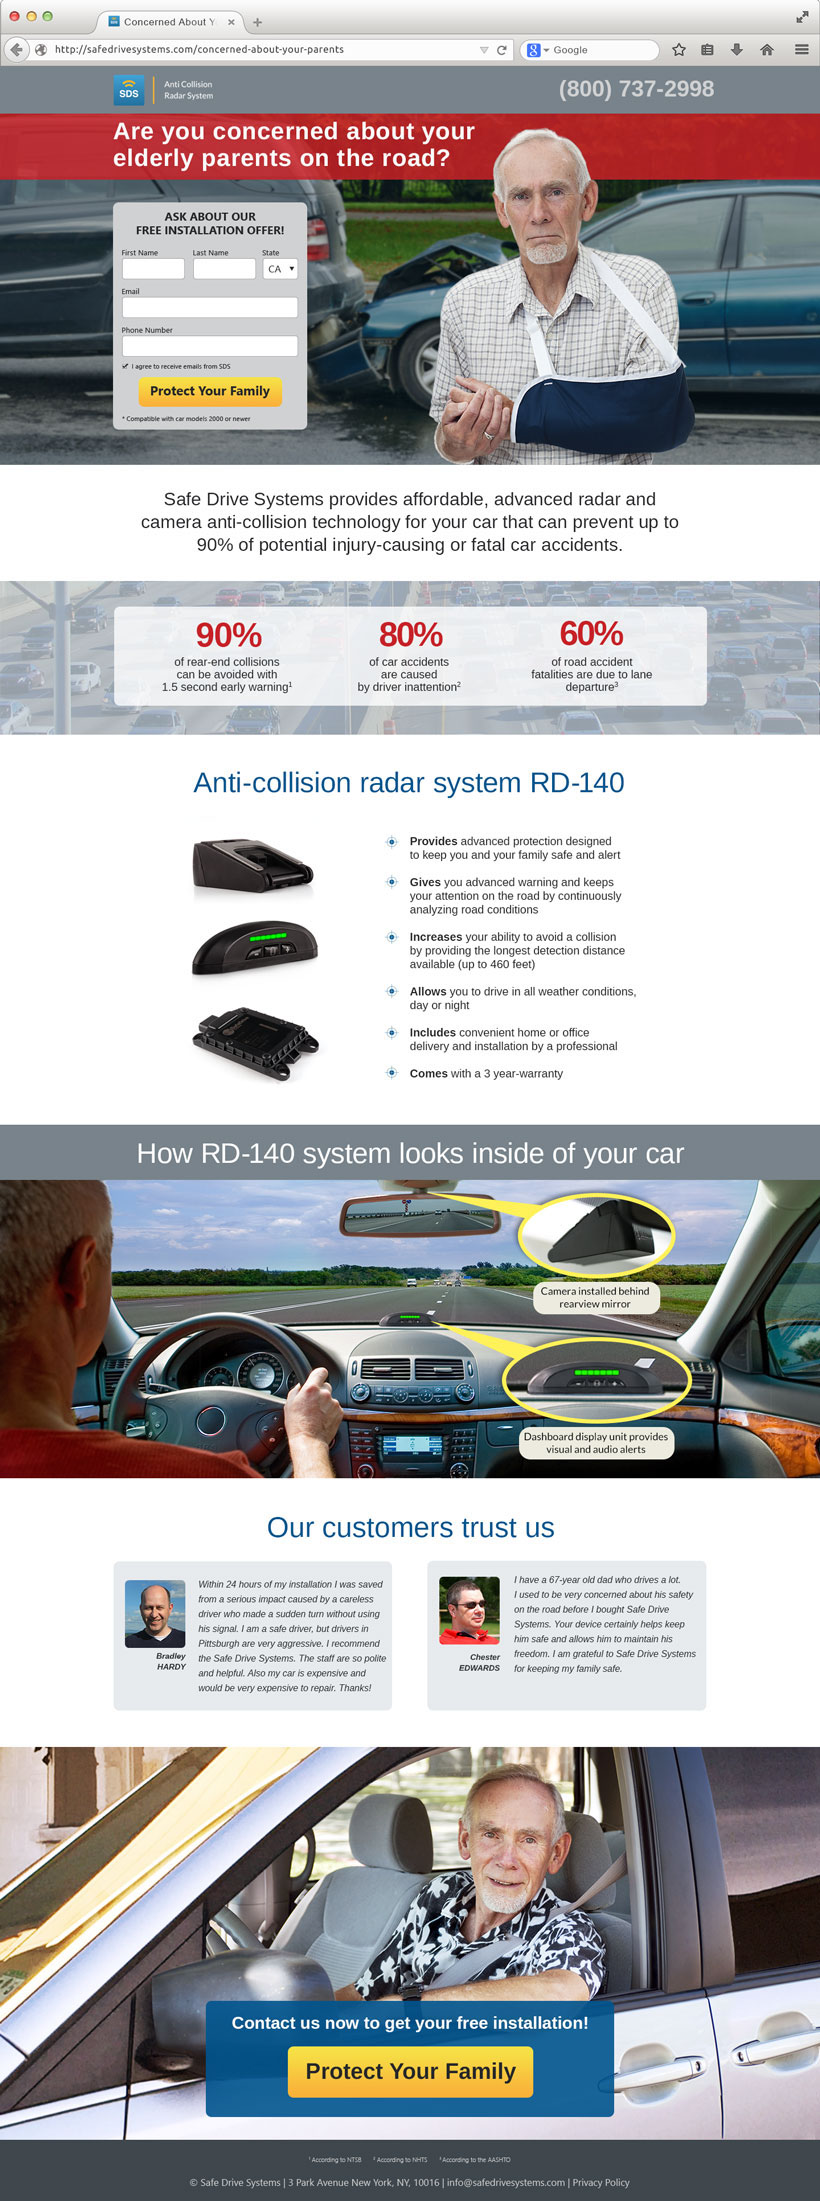 Concerned About Y
http://safedrivesystems.com/concerned-about-your-parents
Google
SDS
Anti Collision
Radar System
(800) 737-2998
Are you concerned about your
elderly parents on the road?
ASK ABOUT OUR
FREE INSTALLATION OFFER!
First Name Last Name State
CA
Email
Phone Number
I agree to receive emails from SDS
Protect Your Family
* Compatible with car models 2000 or newer
Safe Drive Systems provides affordable, advanced radar and
camera anti-collision technology for your car that can prevent up to
90% of potential injury-causing or fatal car accidents.
90%
of rear-end collisions
can be avoided with
1.5 second early warning¹
80%
of car accidents
are caused
by driver inattention²
60%
of road accident
fatalities are due to lane
departure³
Anti-collision radar system RD-140
Provides advanced protection designed
to keep you and your family safe and alert
Gives you advanced warning and keeps
your attention on the road by continuously
analyzing road conditions
Increases your ability to avoid a collision
by providing the longest detection distance
available (up to 460 feet)
Allows you to drive in all weather conditions,
day or night
Includes convenient home or office
delivery and installation by a professional
Comes with a 3 year-warranty
How RD-140 system looks inside of your car
Camera installed behind
rearview mirror
Dashboard display unit provides
visual and audio alerts
Our customers trust us
Within 24 hours of my installation I was saved
from a serious impact caused by a careless
driver who made a sudden turn without using
his signal. I am a safe driver, but drivers in
Pittsburgh are very aggressive. I recommend
the Safe Drive Systems. The staff are so polite
and helpful. Also my car is expensive and
would be very expensive to repair. Thanks!
Bradley
HARDY
I have a 67-year old dad who drives a lot.
I used to be very concerned about his safety
on the road before I bought Safe Drive
Systems. Your device certainly helps keep
him safe and allows him to maintain his
freedom. I am grateful to Safe Drive Systems
for keeping my family safe.
Chester
EDWARDS
Contact us now to get your free installation!
Protect Your Family
¹ According to NTSB ² According to NHTS ³ According to the AASHTO
© Safe Drive Systems | 3 Park Avenue New York, NY, 10016 | info@safedrivesystems.com | Privacy Policy